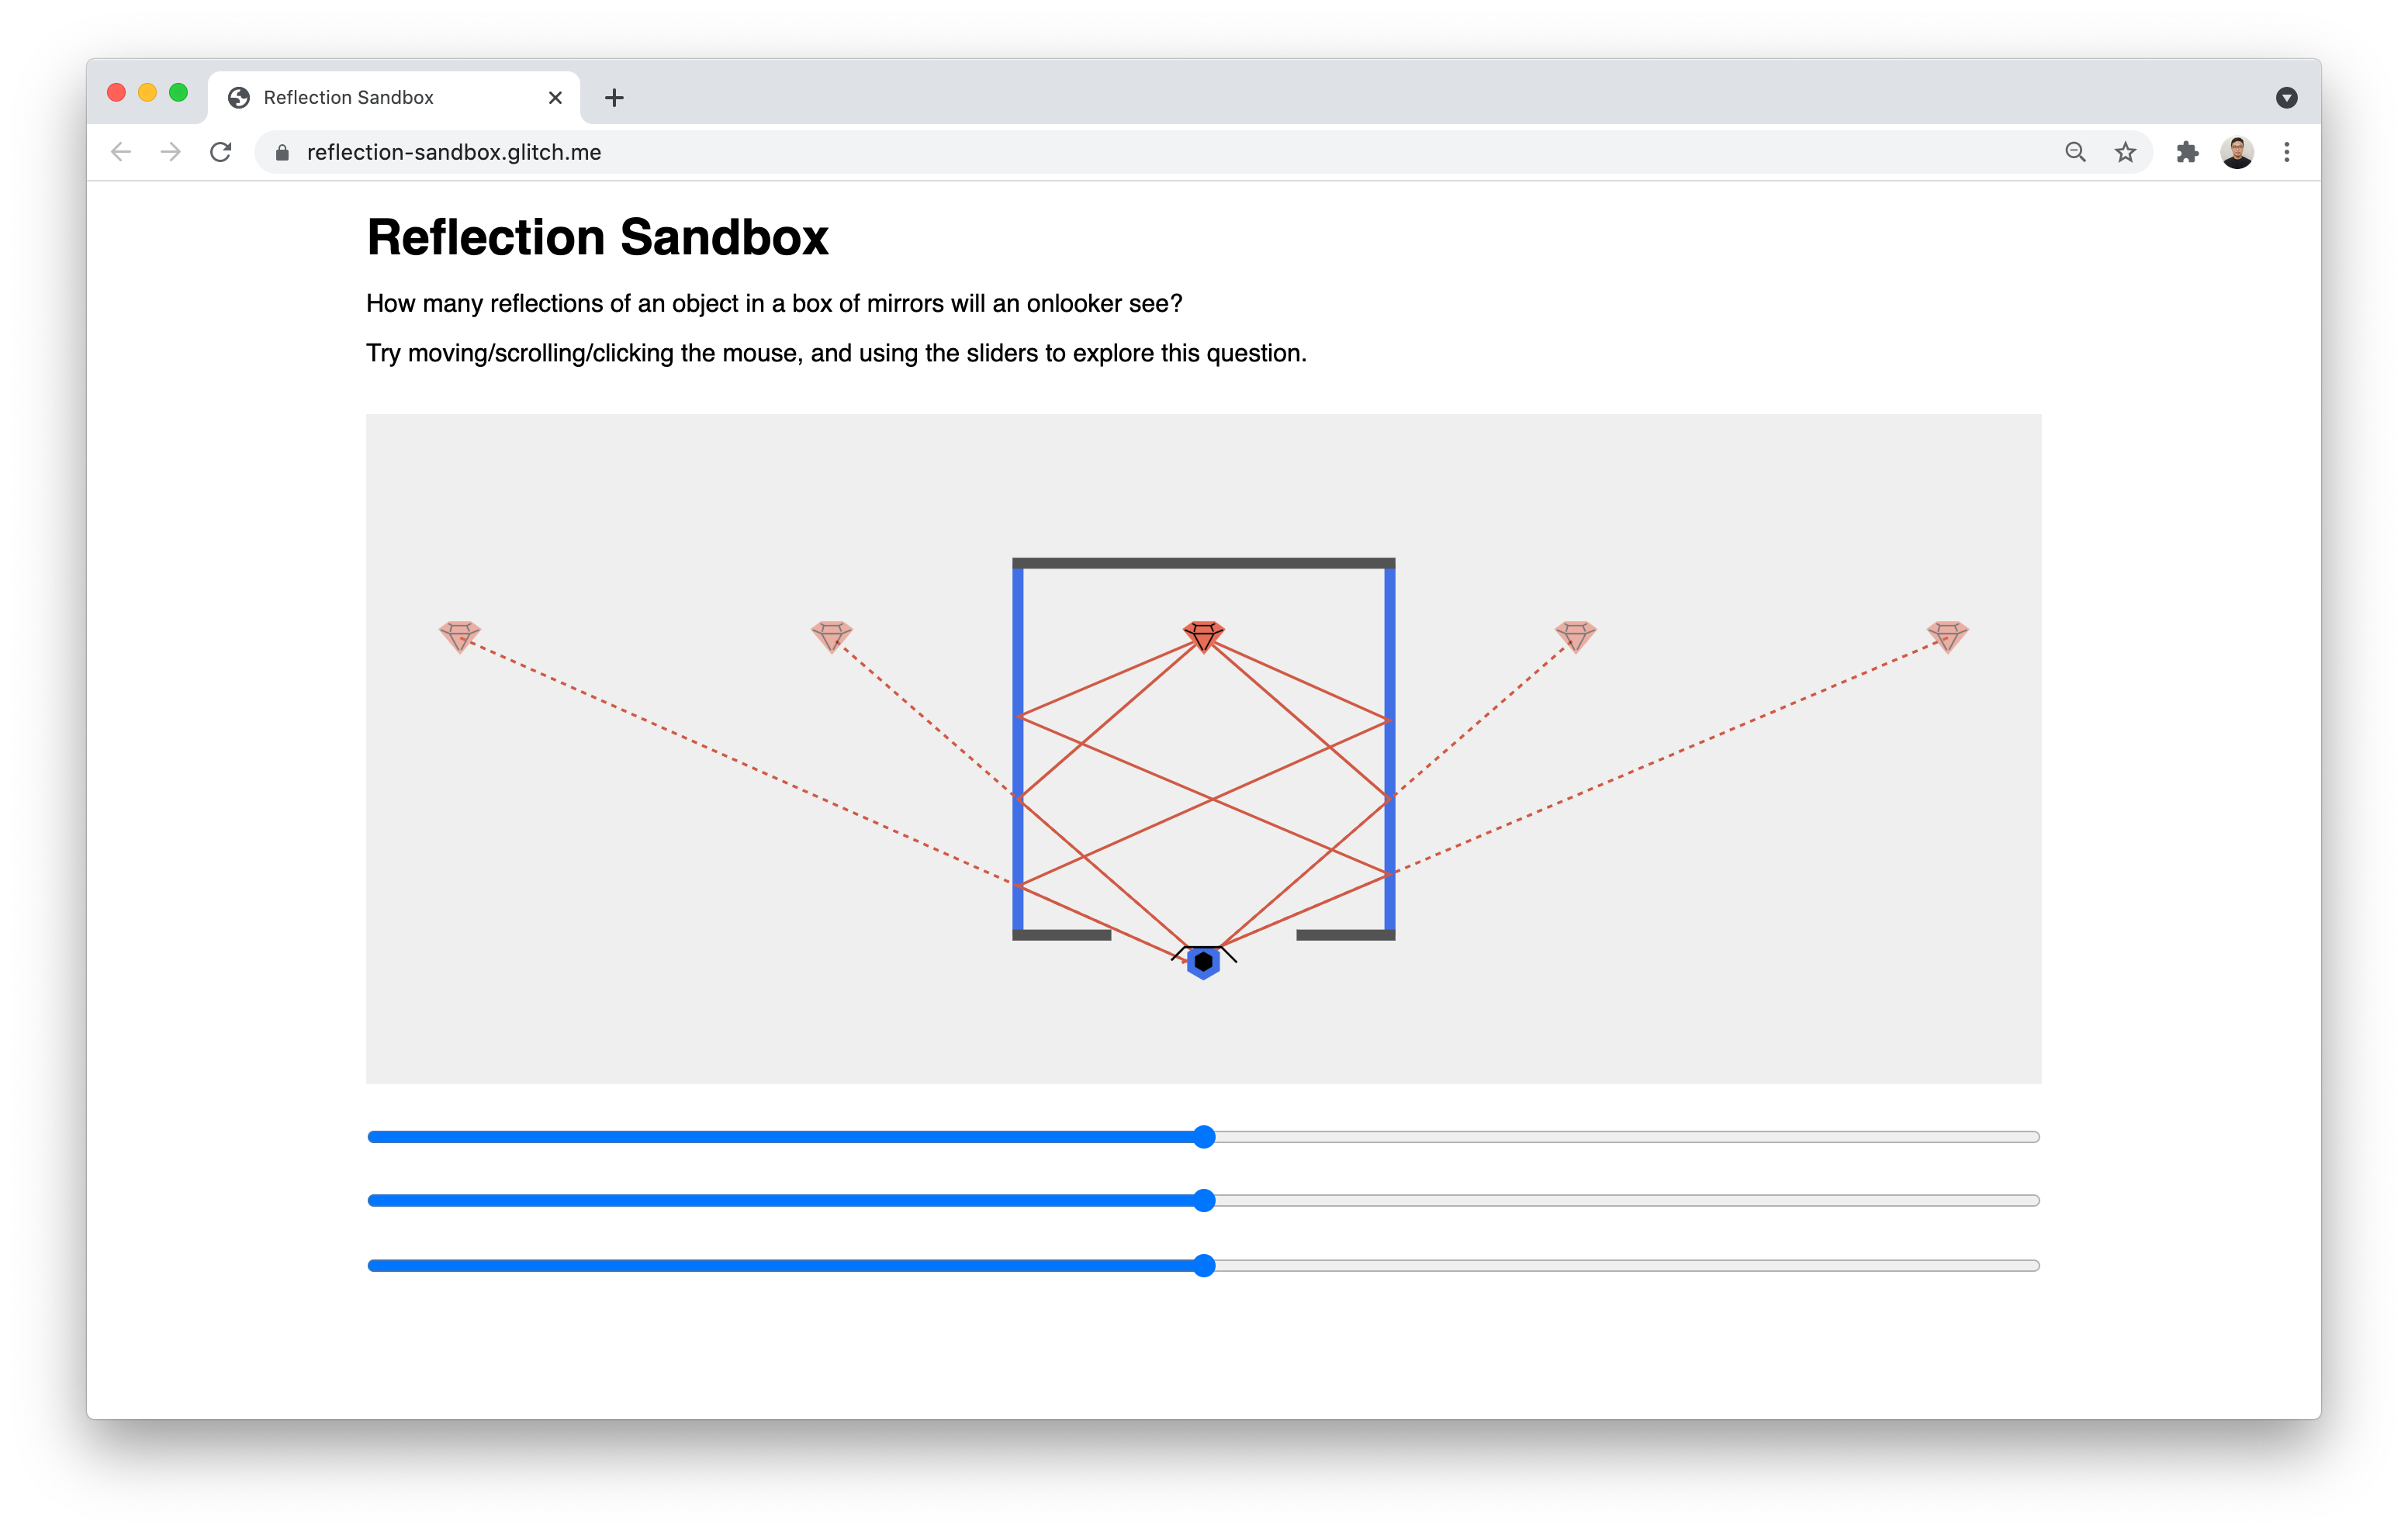 Reflection Sandbox
reflection-sandbox.glitch.me
Reflection Sandbox
How many reflections of an object in a box of mirrors will an onlooker see?
Try moving/scrolling/clicking the mouse, and using the sliders to explore this question.